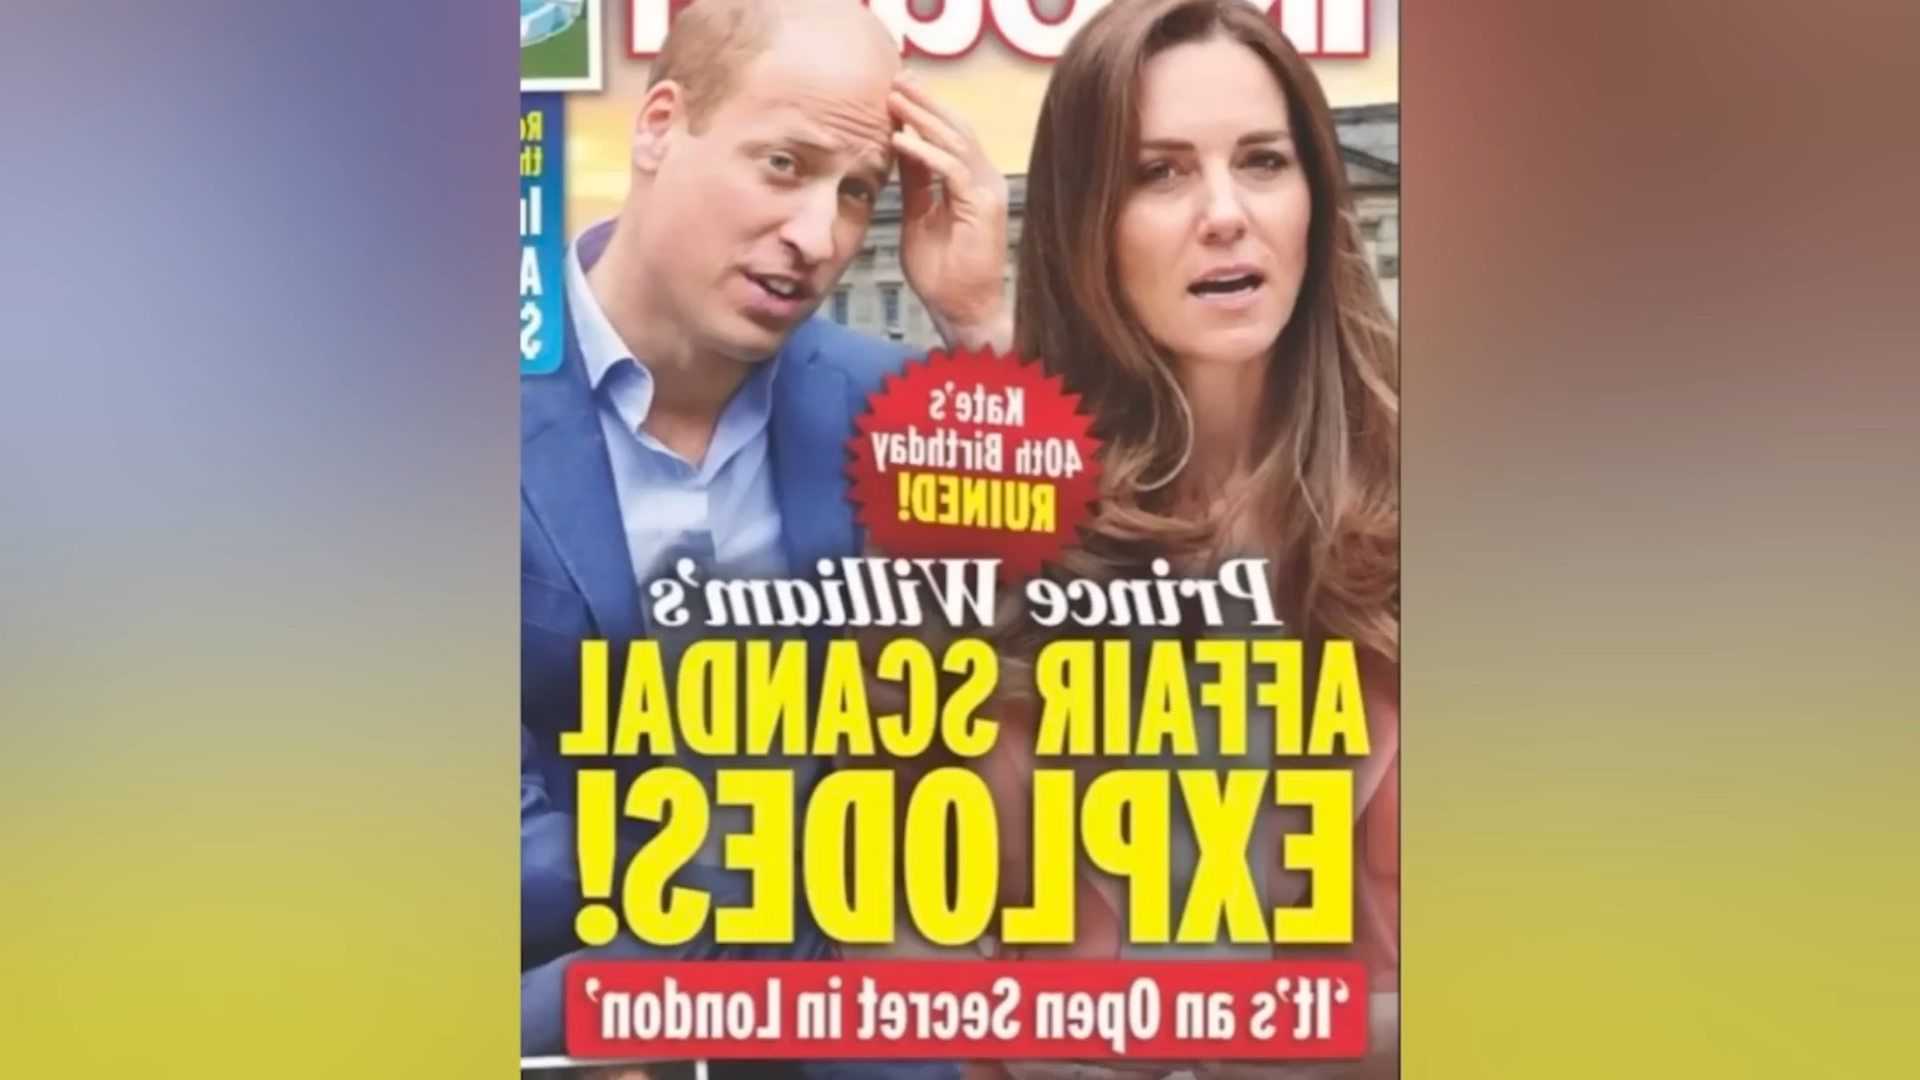 Kate's
40th Birthday
RUINED!
Prince William's
AFFAIR SCANDAL
EXPLODES!
'It's an Open Secret in London'